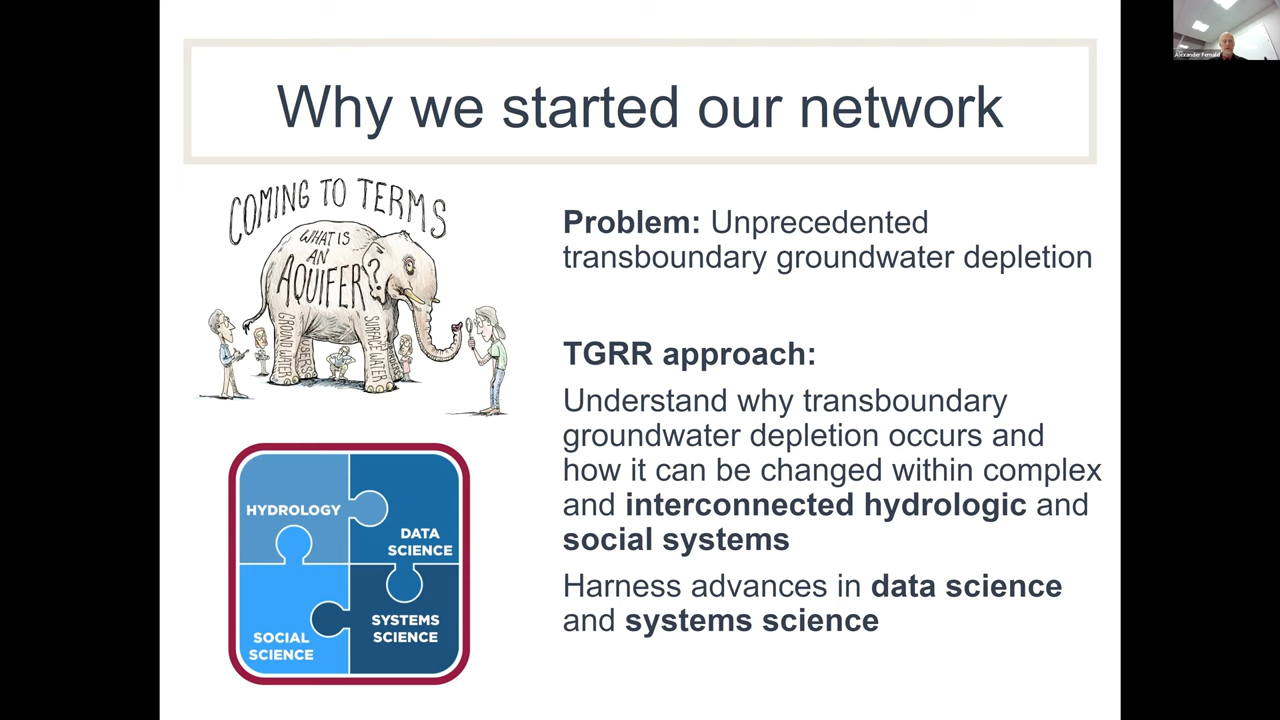 Why we started our network
COMING TO TERMS
WHAT IS
AN
AQUIFER?
GROUNDWATER
SURFACE WATER
HYDROLOGY
DATA
SCIENCE
SOCIAL
SCIENCE
SYSTEMS
SCIENCE
Problem: Unprecedented
transboundary groundwater depletion
TGRR approach:
Understand why transboundary
groundwater depletion occurs and
how it can be changed within complex
and interconnected hydrologic and
social systems
Harness advances in data science
and systems science
Alexander Fernald